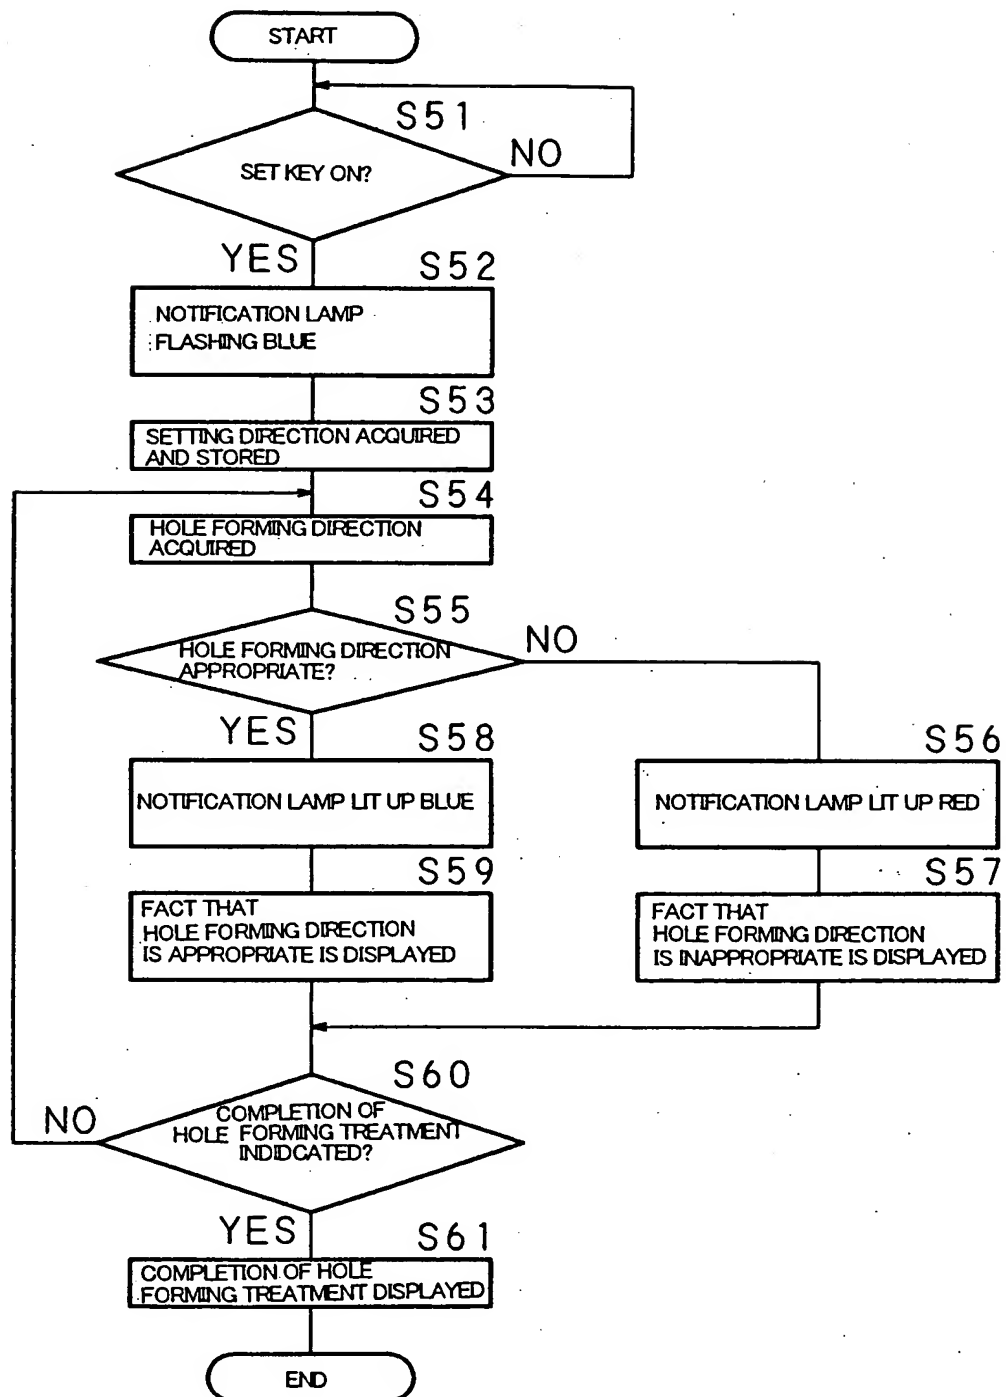 START
S51
SET KEY ON?
NO
YES
S52
NOTIFICATION LAMP
FLASHING BLUE
S53
SETTING DIRECTION ACQUIRED
AND STORED
S54
HOLE FORMING DIRECTION
ACQUIRED
S55
HOLE FORMING DIRECTION
APPROPRIATE?
NO
YES
S58
NOTIFICATION LAMP LIT UP BLUE
S56
NOTIFICATION LAMP LIT UP RED
S59
FACT THAT
HOLE FORMING DIRECTION
IS APPROPRIATE IS DISPLAYED
S57
FACT THAT
HOLE FORMING DIRECTION
IS INAPPROPRIATE IS DISPLAYED
S60
COMPLETION OF
HOLE FORMING TREATMENT
INDIDCATED?
NO
YES
S61
COMPLETION OF HOLE
FORMING TREATMENT DISPLAYED
END